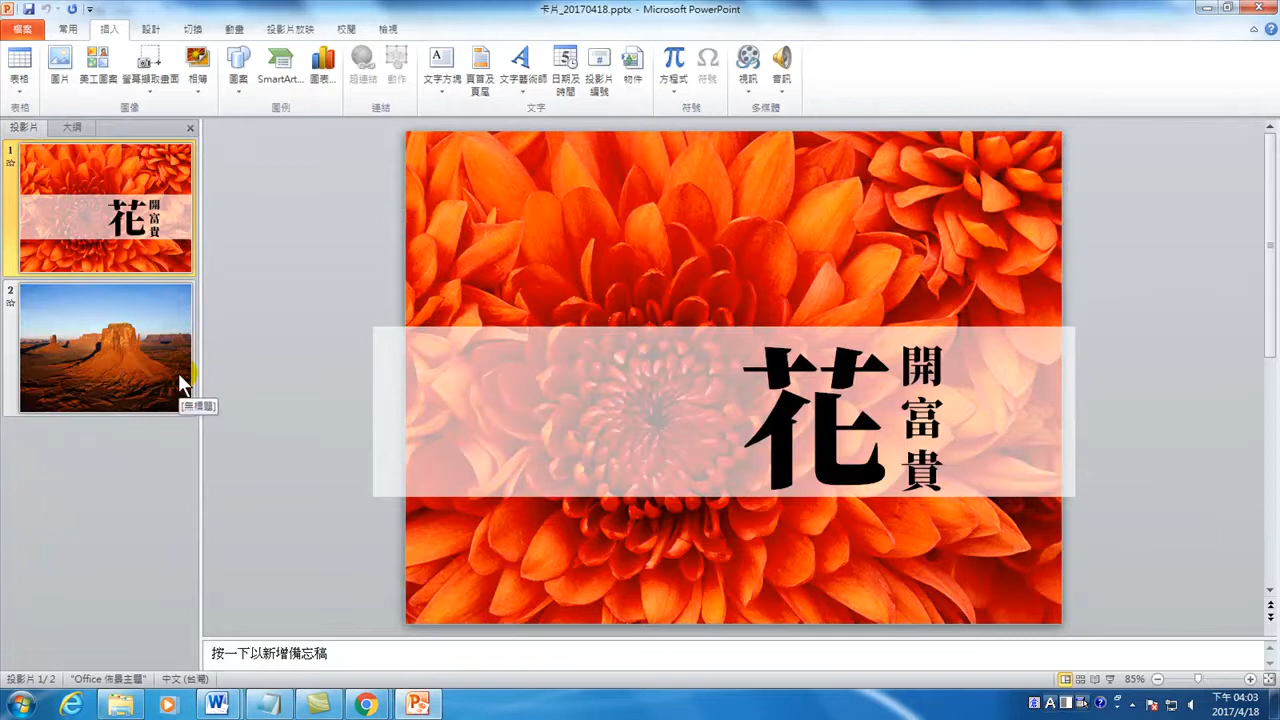 卡片_20170418.pptx - Microsoft PowerPoint
檔案 常用 插入 設計 切換 動畫 投影片放映 校閱 檢視
表格 圖片 美工圖案 螢幕擷取畫面 相簿 圖案 SmartArt... 圖表... 超連結 動作 文字方塊 頁首及頁尾 文字藝術師 日期及時間 投影片編號 物件 方程式 符號 視訊 音訊
表格 圖像 圖例 連結 文字 符號 多媒體
投影片 大綱
1
花
開富貴
2
[無標題]
花
開
富
貴
按一下以新增備忘稿
投影片 1/2 "Office 佈景主題" 中文 (台灣) 85%
下午 04:03
2017/4/18